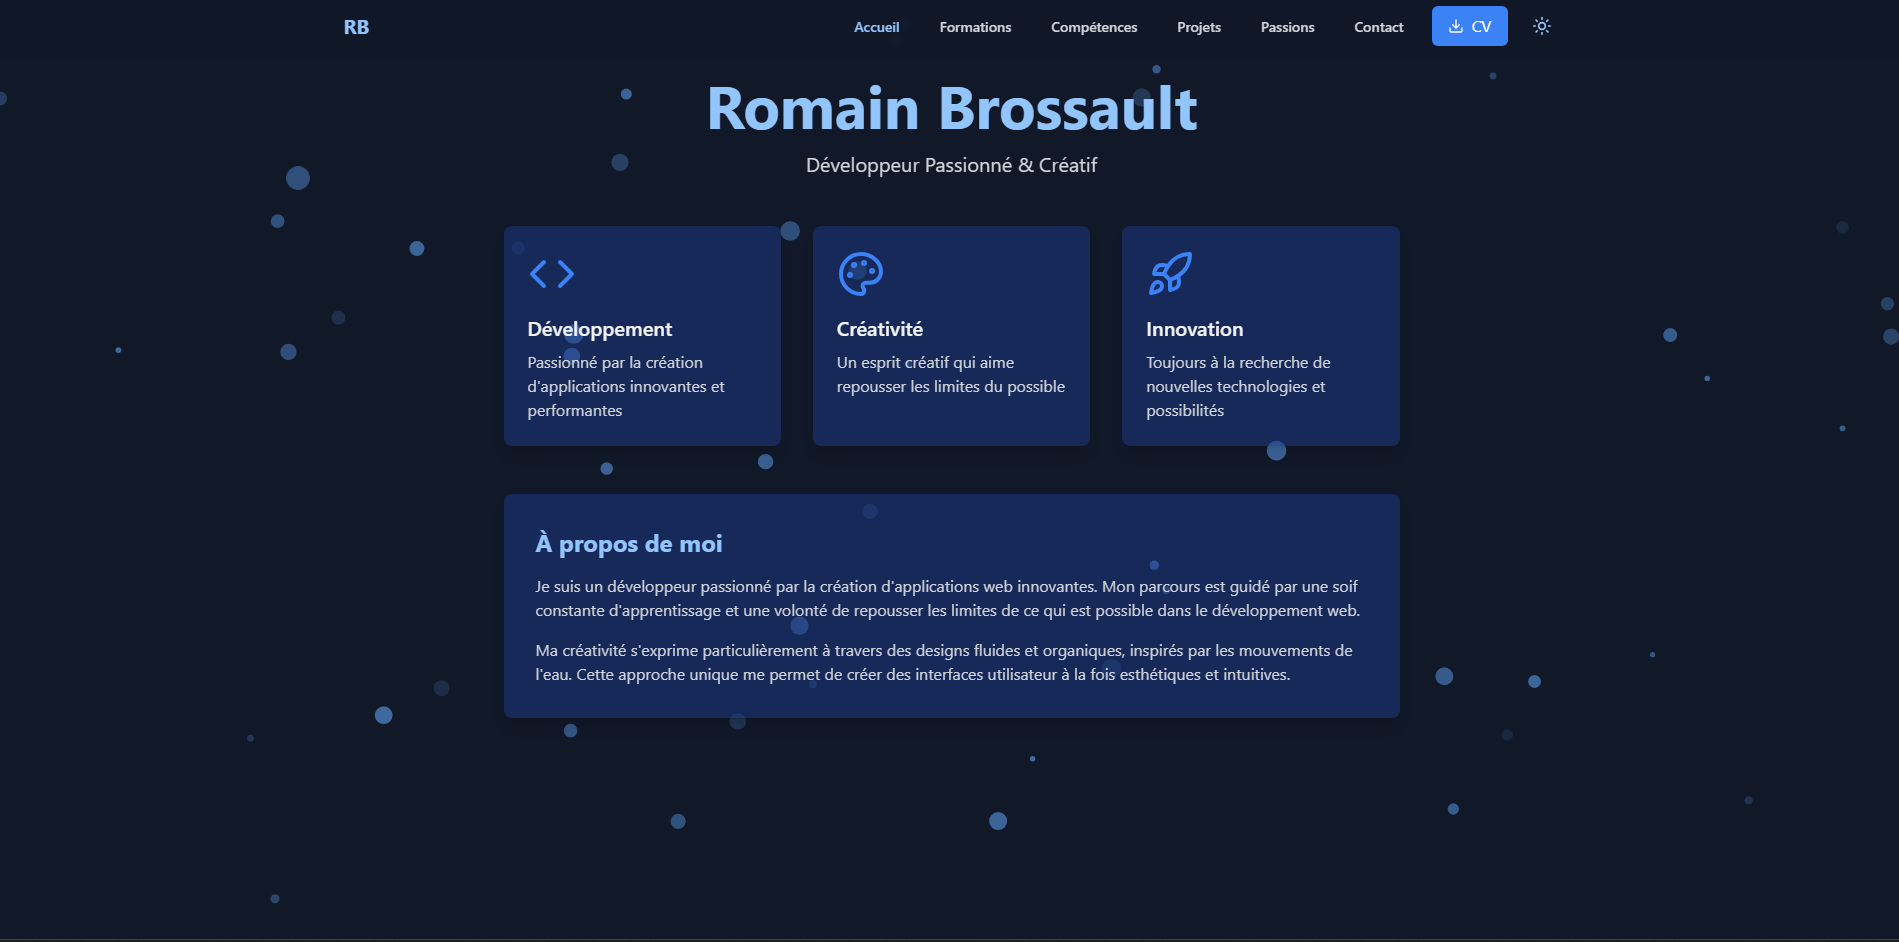 RB
Accueil
Formations
Compétences
Projets
Passions
Contact
CV
Romain Brossault
Développeur Passionné & Créatif
Développement
Passionné par la création
d'applications innovantes et
performantes
Créativité
Un esprit créatif qui aime
repousser les limites du possible
Innovation
Toujours à la recherche de
nouvelles technologies et
possibilités
À propos de moi
Je suis un développeur passionné par la création d'applications web innovantes. Mon parcours est guidé par une soif
constante d'apprentissage et une volonté de repousser les limites de ce qui est possible dans le développement web.
Ma créativité s'exprime particulièrement à travers des designs fluides et organiques, inspirés par les mouvements de
l'eau. Cette approche unique me permet de créer des interfaces utilisateur à la fois esthétiques et intuitives.